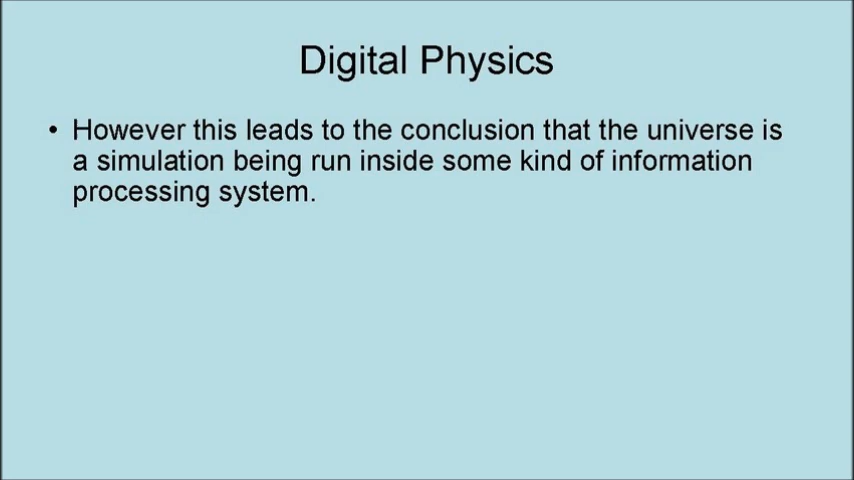 Digital Physics
• However this leads to the conclusion that the universe is
a simulation being run inside some kind of information
processing system.